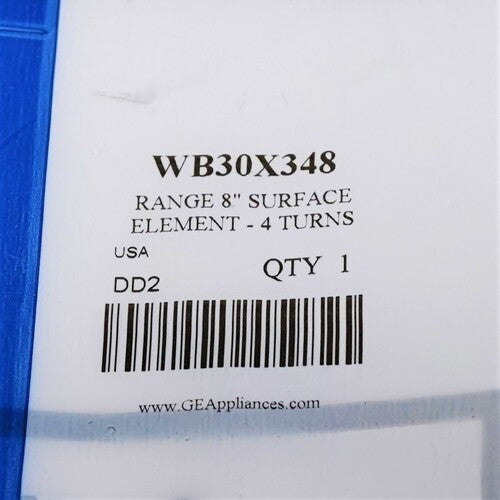 WB30X348
RANGE 8" SURFACE
ELEMENT - 4 TURNS
USA
QTY 1
DD2
www.GEAppliances.com